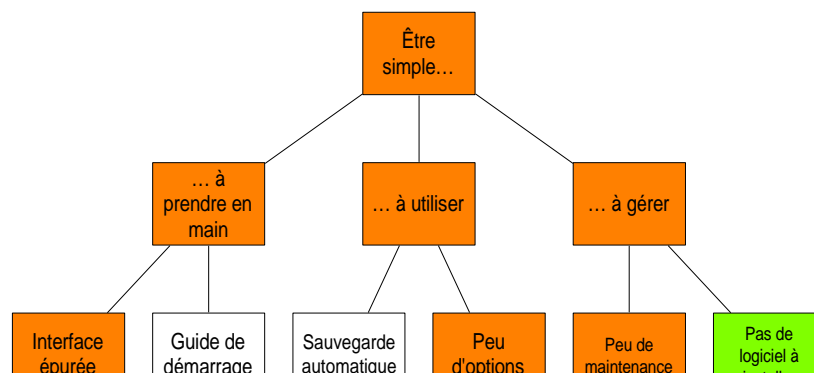 Être
simple…
… à
prendre en
main
… à utiliser
… à gérer
Interface
épurée
Guide de
démarrage
Sauvegarde
automatique
Peu
d'options
Peu de
maintenance
Pas de
logiciel à